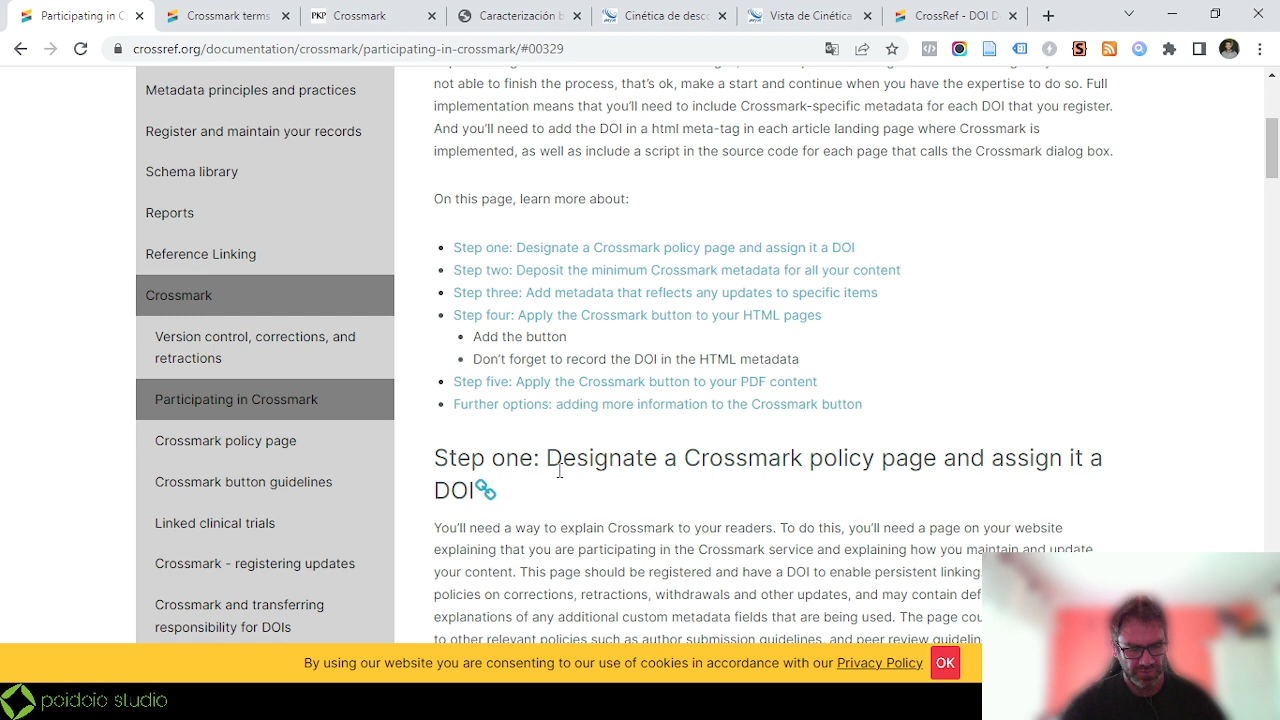 Participating in C
Crossmark terms
PKP Crossmark
Caracterización b
Cinética de desco
Vista de Cinética
CrossRef - DOI D
crossref.org/documentation/crossmark/participating-in-crossmark/#00329
Metadata principles and practices
Register and maintain your records
Schema library
Reports
Reference Linking
Crossmark
Version control, corrections, and
retractions
Participating in Crossmark
Crossmark policy page
Crossmark button guidelines
Linked clinical trials
Crossmark - registering updates
Crossmark and transferring
responsibility for DOIs
not able to finish the process, that's ok, make a start and continue when you have the expertise to do so. Full
implementation means that you'll need to include Crossmark-specific metadata for each DOI that you register.
And you'll need to add the DOI in a html meta-tag in each article landing page where Crossmark is
implemented, as well as include a script in the source code for each page that calls the Crossmark dialog box.
On this page, learn more about:
Step one: Designate a Crossmark policy page and assign it a DOI
Step two: Deposit the minimum Crossmark metadata for all your content
Step three: Add metadata that reflects any updates to specific items
Step four: Apply the Crossmark button to your HTML pages
Add the button
Don't forget to record the DOI in the HTML metadata
Step five: Apply the Crossmark button to your PDF content
Further options: adding more information to the Crossmark button
Step one: Designate a Crossmark policy page and assign it a
DOI
You'll need a way to explain Crossmark to your readers. To do this, you'll need a page on your website
explaining that you are participating in the Crossmark service and explaining how you maintain and update
your content. This page should be registered and have a DOI to enable persistent linking.
policies on corrections, retractions, withdrawals and other updates, and may contain def
explanations of any additional custom metadata fields that are being used. The page cou
to other relevant policies such as author submission guidelines, and peer review guidelin
By using our website you are consenting to our use of cookies in accordance with our Privacy Policy OK
poidoio studio